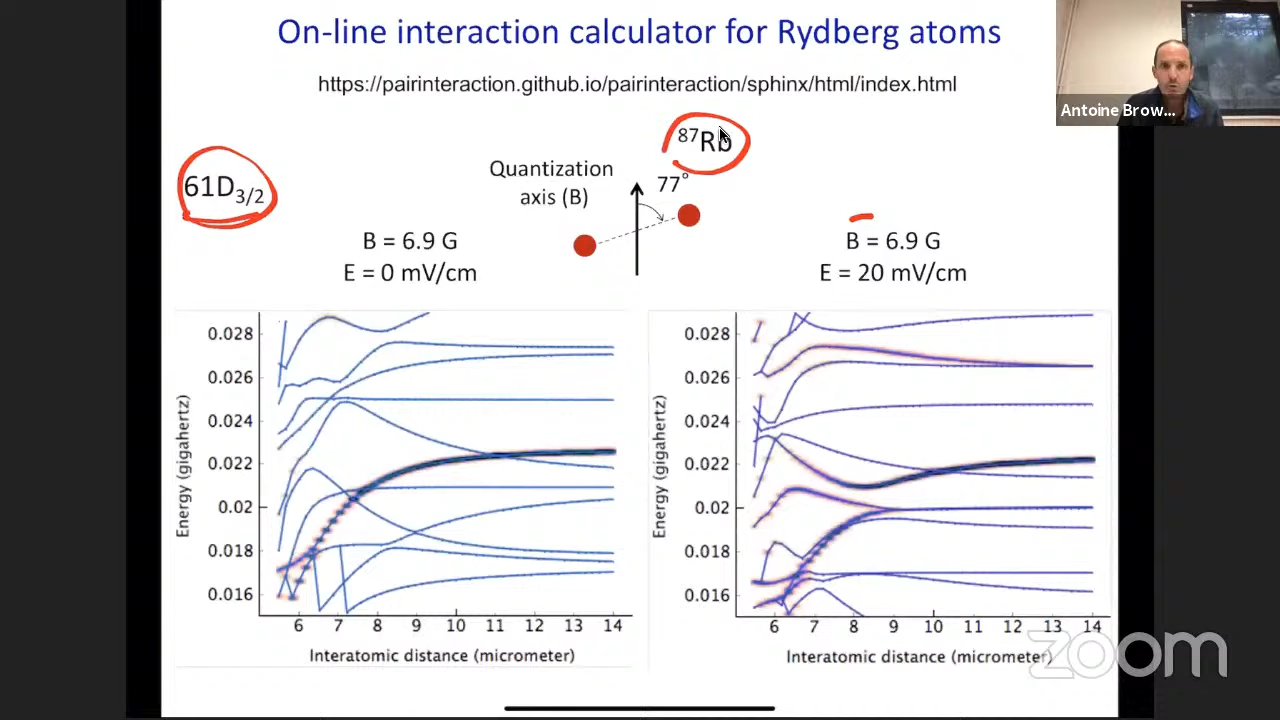 On-line interaction calculator for Rydberg atoms
https://pairinteraction.github.io/pairinteraction/sphinx/html/index.html
Antoine Brow...
87Rb
61D3/2
Quantization
axis (B)
77°
B = 6.9 G
E = 0 mV/cm
B = 6.9 G
E = 20 mV/cm
Energy (gigahertz)
0.028
0.026
0.024
0.022
0.02
0.018
0.016
6 7 8 9 10 11 12 13 14
Interatomic distance (micrometer)
Energy (gigahertz)
0.028
0.026
0.024
0.022
0.02
0.018
0.016
6 7 8 9 10 11 12 13 14
Interatomic distance (micrometer)
zoom